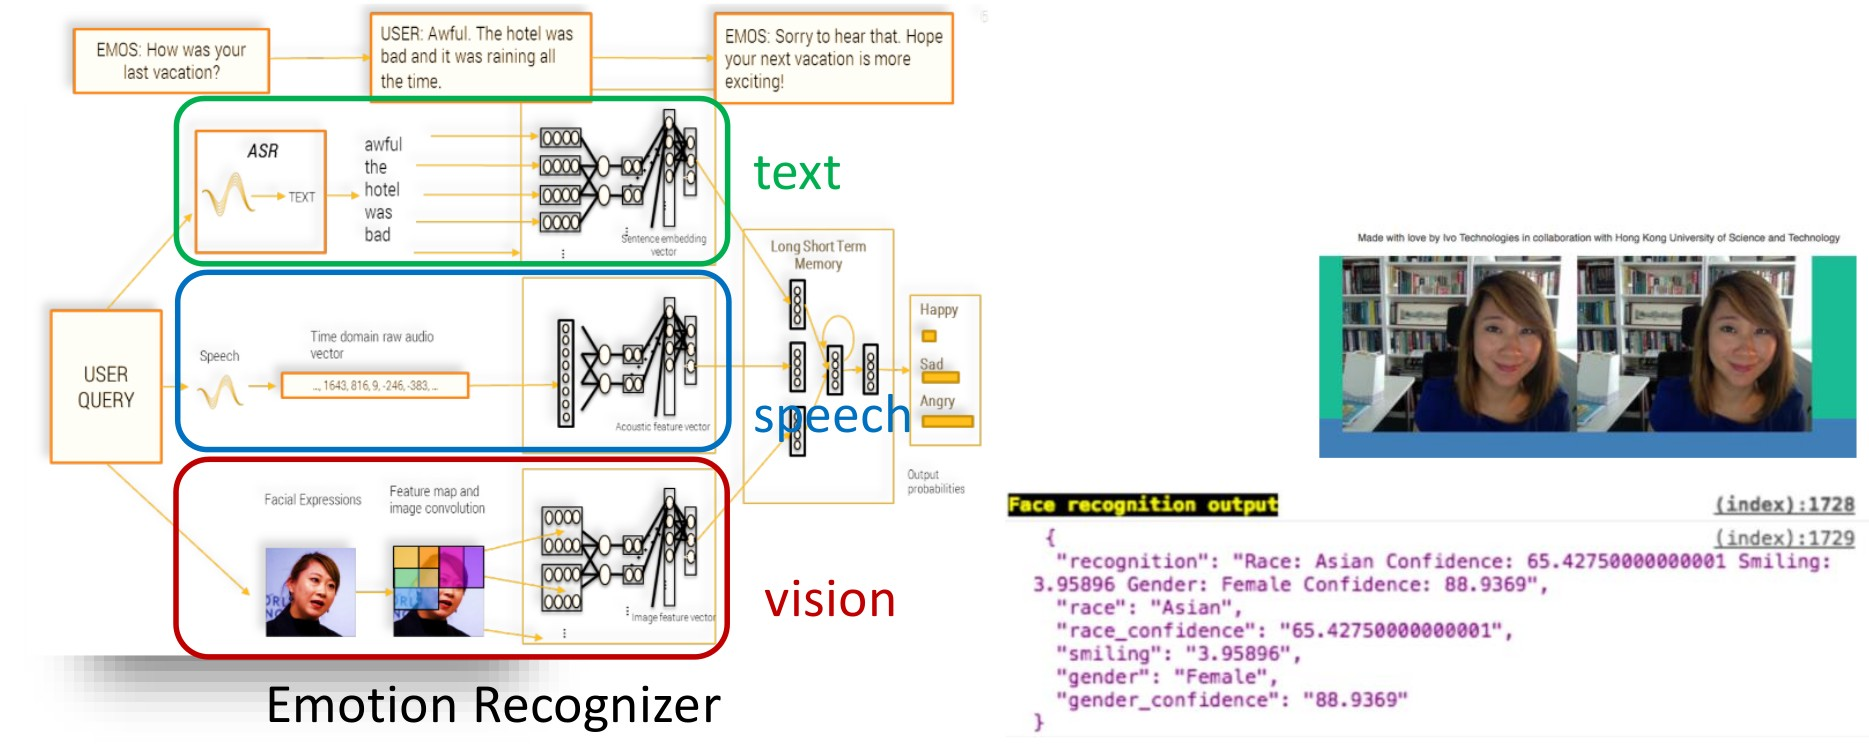 EMOS: How was your
last vacation?
USER: Awful. The hotel was
bad and it was raining all
the time.
EMOS: Sorry to hear that. Hope
your next vacation is more
exciting!
ASR
TEXT
awful
the
hotel
was
bad
Sentence embedding
vector
text
USER
QUERY
Speech
Time domain raw audio
vector
..., 1643, 816, 9, -246, -383, ...
Acoustic feature vector
speech
Facial Expressions
Feature map and
image convolution
Image feature vector
vision
Long Short Term
Memory
Happy
Sad
Angry
Output
probabilities
Emotion Recognizer
Made with love by Ivo Technologies in collaboration with Hong Kong University of Science and Technology
Face recognition output
(index):1728
(index):1729
{
"recognition": "Race: Asian Confidence: 65.42750000000001 Smiling:
3.95896 Gender: Female Confidence: 88.9369",
"race": "Asian",
"race_confidence": "65.42750000000001",
"smiling": "3.95896",
"gender": "Female",
"gender_confidence": "88.9369"
}